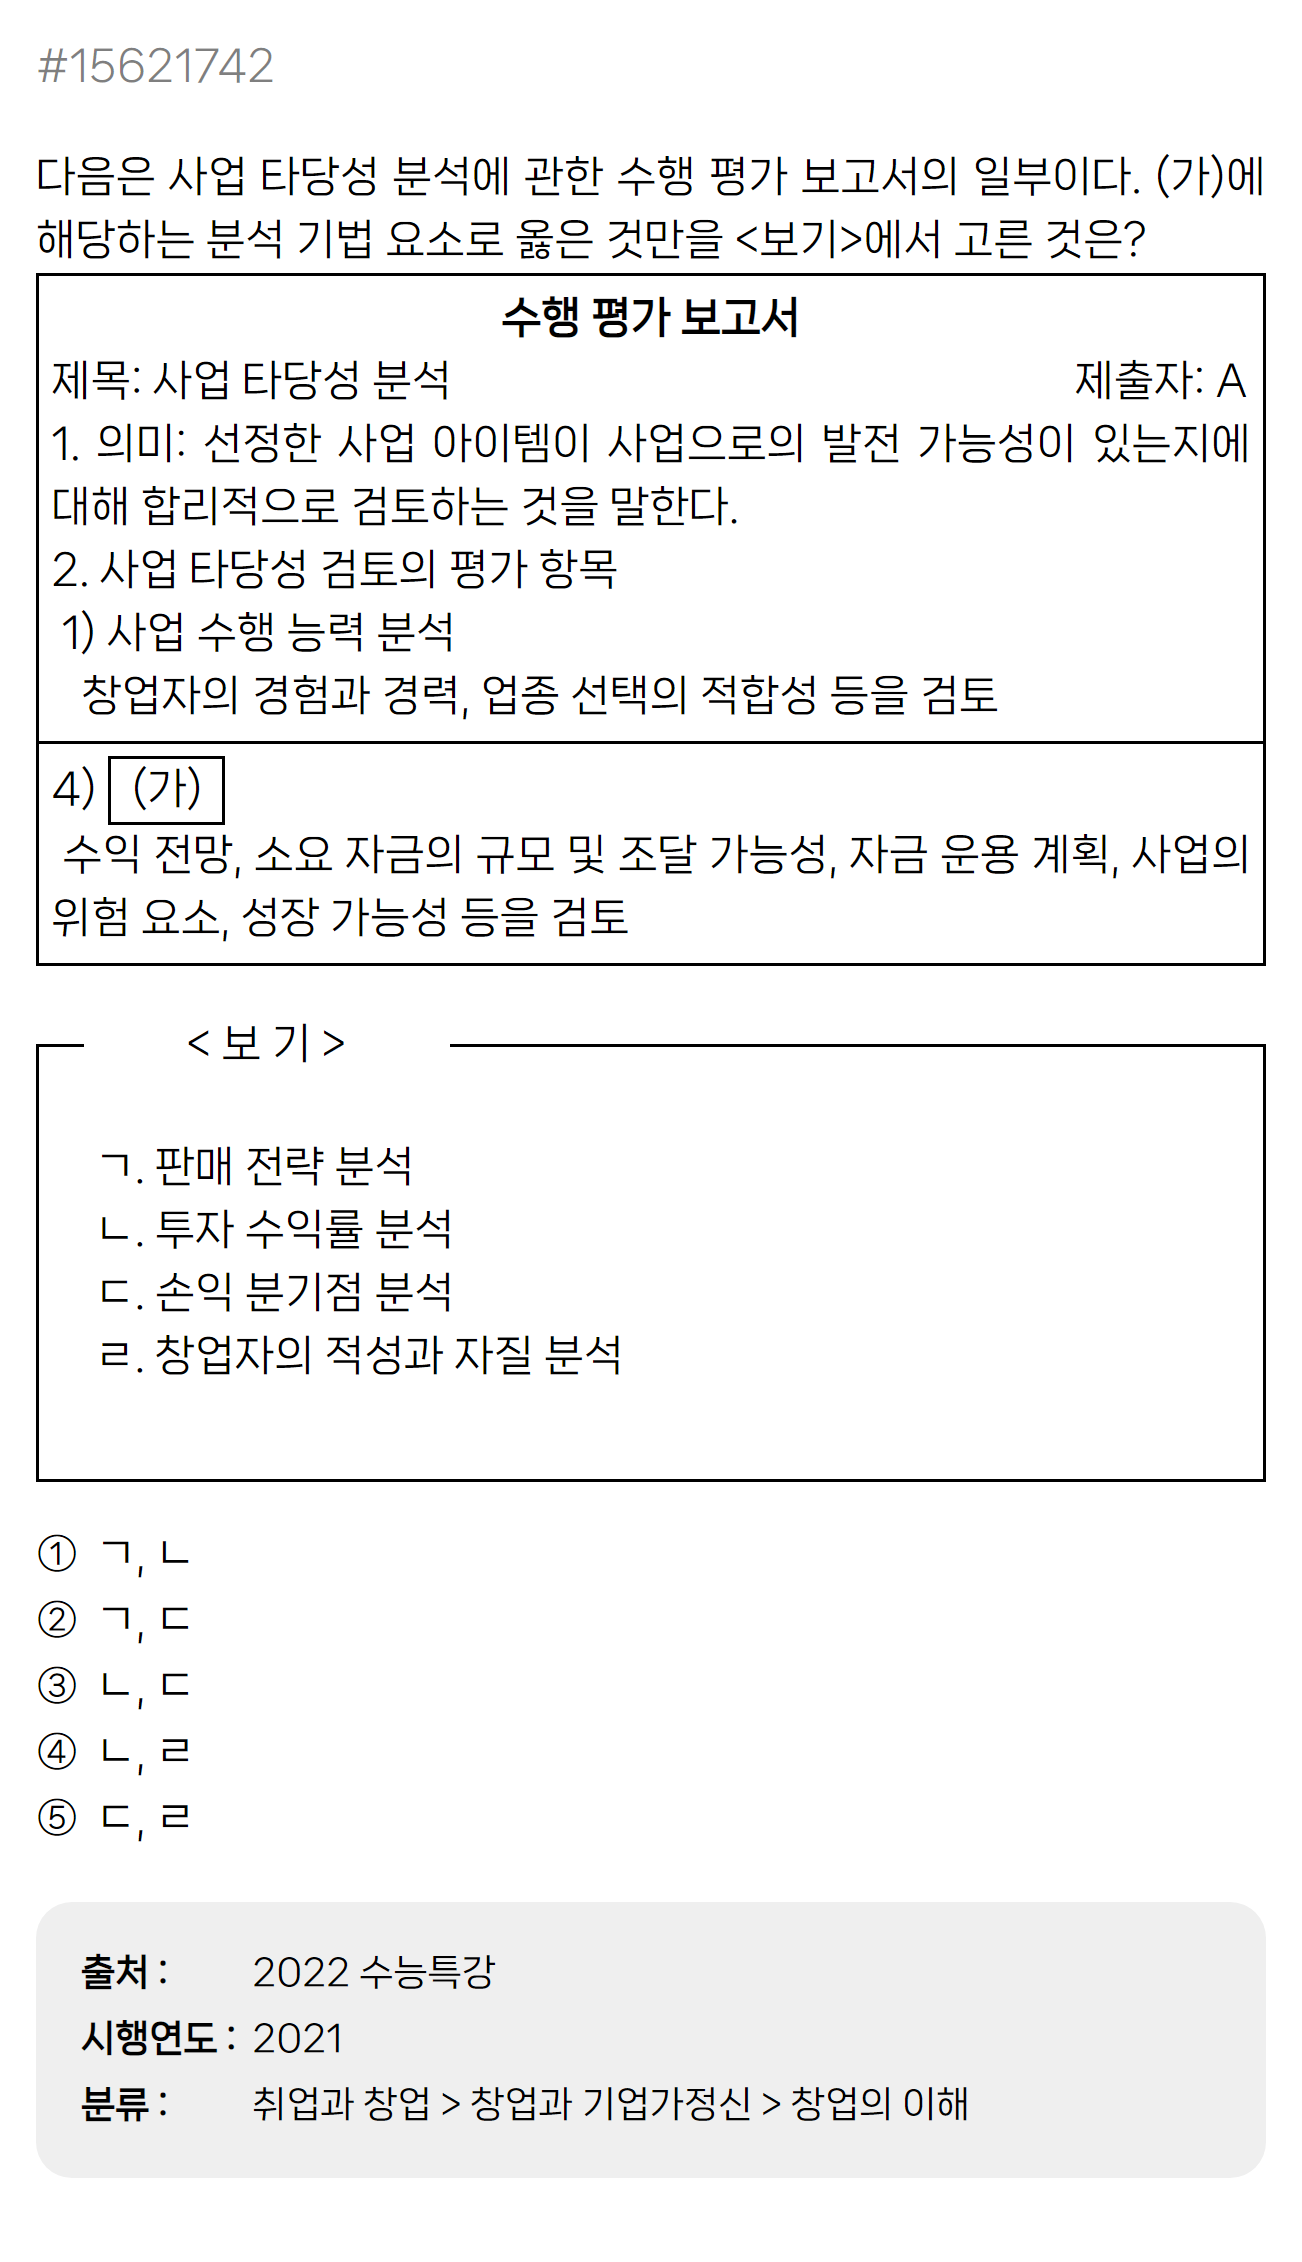 #15621742
다음은 사업 타당성 분석에 관한 수행 평가 보고서의 일부이다. (가)에
해당하는 분석 기법 요소로 옳은 것만을 <보기>에서 고른 것은?
수행 평가 보고서
제목: 사업 타당성 분석 제출자: A
1. 의미: 선정한 사업 아이템이 사업으로의 발전 가능성이 있는지에
대해 합리적으로 검토하는 것을 말한다.
2. 사업 타당성 검토의 평가 항목
1) 사업 수행 능력 분석
창업자의 경험과 경력, 업종 선택의 적합성 등을 검토
4) (가)
수익 전망, 소요 자금의 규모 및 조달 가능성, 자금 운용 계획, 사업의
위험 요소, 성장 가능성 등을 검토
< 보 기 >
ㄱ. 판매 전략 분석
ㄴ. 투자 수익률 분석
ㄷ. 손익 분기점 분석
ㄹ. 창업자의 적성과 자질 분석
① ㄱ, ㄴ
② ㄱ, ㄷ
③ ㄴ, ㄷ
④ ㄴ, ㄹ
⑤ ㄷ, ㄹ
출처 : 2022 수능특강
시행연도 : 2021
분류 : 취업과 창업 > 창업과 기업가정신 > 창업의 이해